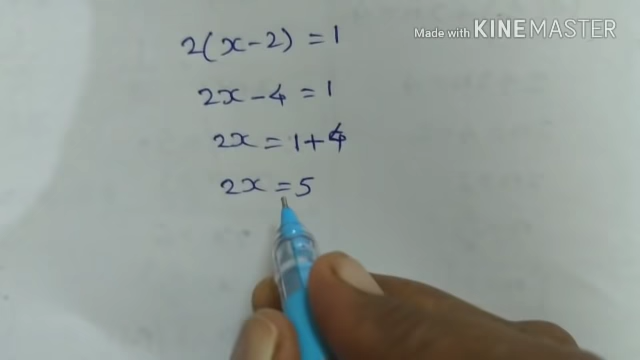 Made with KINEMASTER
2(x-2) = 1
2x - 4 = 1
2x = 1 + 4
2x = 5